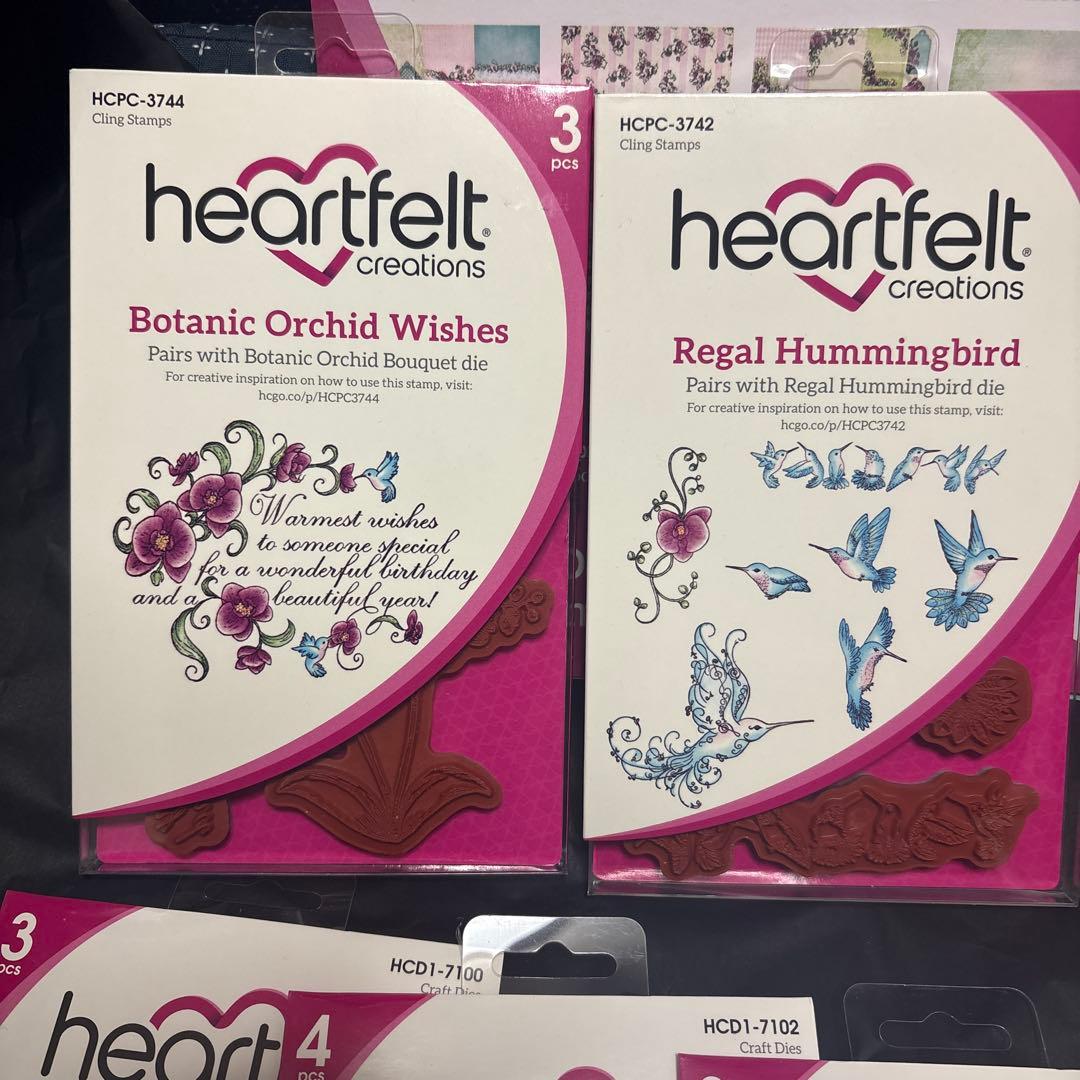 HCPC-3744
Cling Stamps
3
pcs
heartfelt®
creations
Botanic Orchid Wishes
Pairs with Botanic Orchid Bouquet die
For creative inspiration on how to use this stamp, visit:
hcgo.co/p/HCPC3744
Warmest wishes
to someone special
for a wonderful birthday
and a beautiful year!
HCPC-3742
Cling Stamps
heartfelt®
creations
Regal Hummingbird
Pairs with Regal Hummingbird die
For creative inspiration on how to use this stamp, visit:
hcgo.co/p/HCPC3742
3
pcs
HCD1-7100
Craft Dies
heart
4
pcs
HCD1-7102
Craft Dies